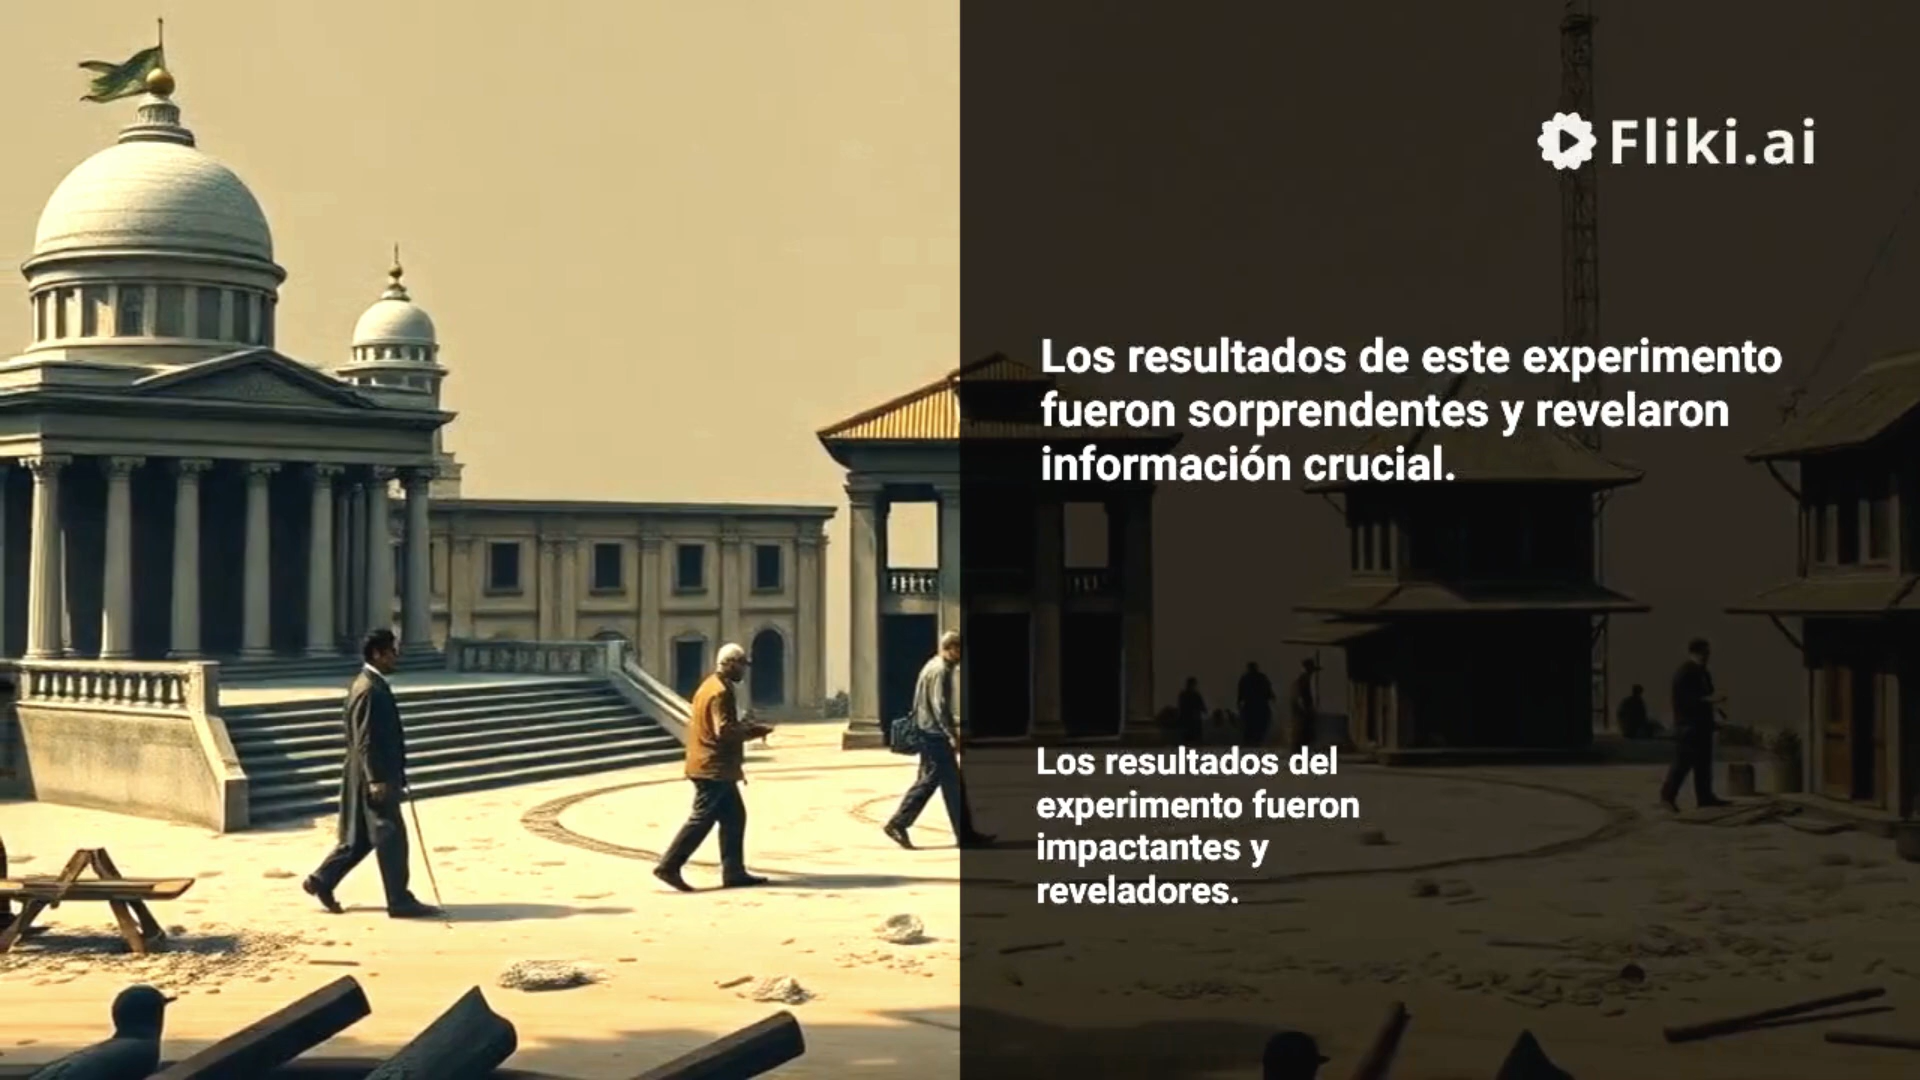 Fliki.ai
Los resultados de este experimento
fueron sorprendentes y revelaron
información crucial.
Los resultados del
experimento fueron
impactantes y
reveladores.